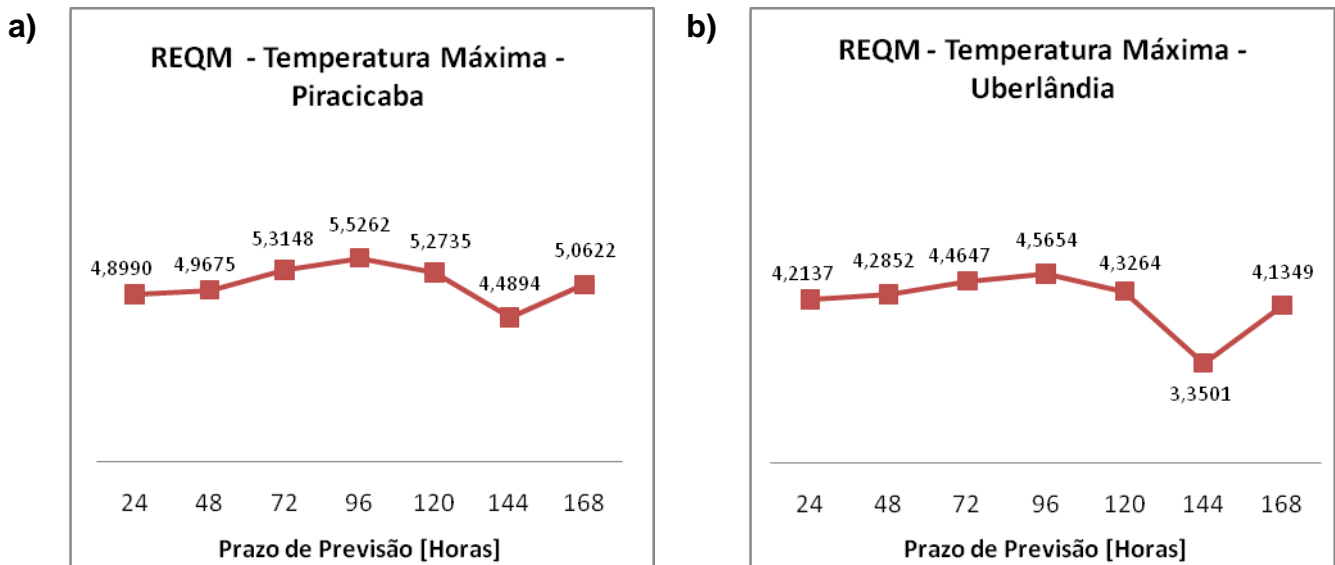 a)
REQM - Temperatura Máxima -
Piracicaba
4,8990
4,9675
5,3148
5,5262
5,2735
4,4894
5,0622
24 48 72 96 120 144 168
Prazo de Previsão [Horas]
b)
REQM - Temperatura Máxima -
Uberlândia
4,2137
4,2852
4,4647
4,5654
4,3264
3,3501
4,1349
24 48 72 96 120 144 168
Prazo de Previsão [Horas]